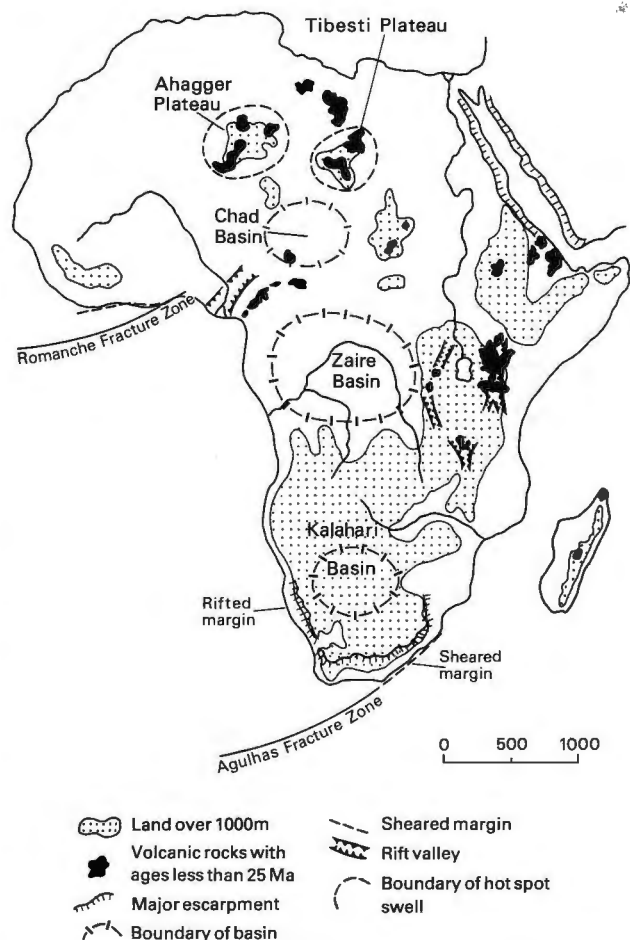 Tibesti Plateau
Ahagger
Plateau
Chad
Basin
Romanche Fracture Zone
Zaire
Basin
Kalahari
Basin
Rifted
margin
Sheared
margin
Agulhas Fracture Zone
0 500 1000
Land over 1000m
Volcanic rocks with
ages less than 25 Ma
Major escarpment
Boundary of basin
Sheared margin
Rift valley
Boundary of hot spot
swell